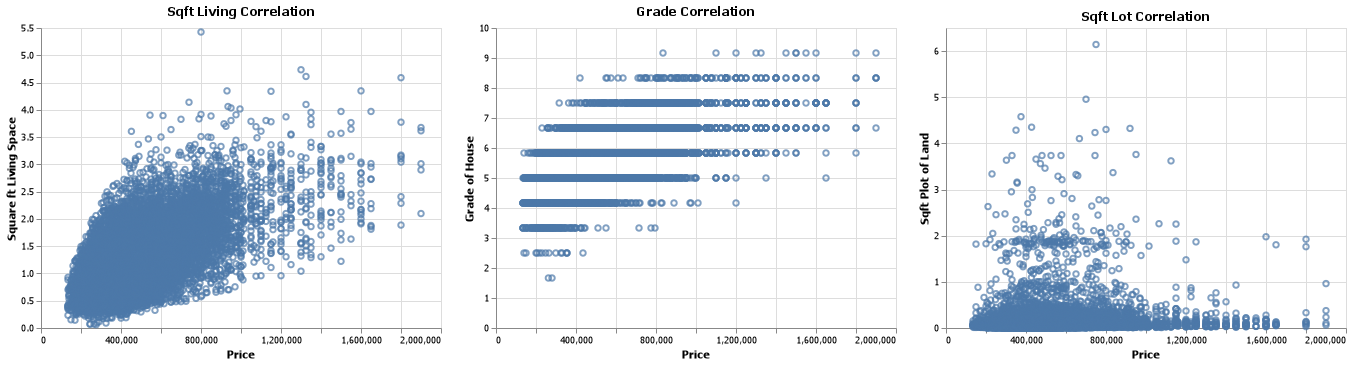 Sqft Living Correlation
Square ft Living Space
5.5
5.0
4.5
4.0
3.5
3.0
2.5
2.0
1.5
1.0
0.5
0.0
0 400,000 800,000 1,200,000 1,600,000 2,000,000
Price
Grade Correlation
Grade of House
10
9
8
7
6
5
4
3
2
1
0
0 400,000 800,000 1,200,000 1,600,000 2,000,000
Price
Sqft Lot Correlation
Sqft Plot of Land
6
5
4
3
2
1
0
0 400,000 800,000 1,200,000 1,600,000 2,000,000
Price